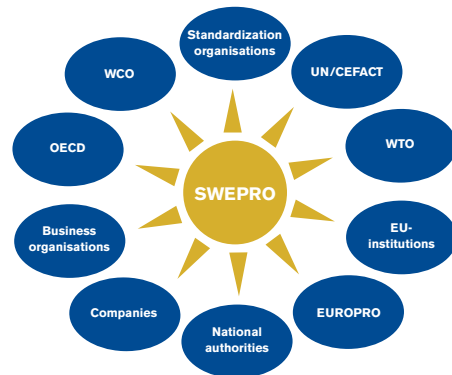 Standardization
organisations
WCO
UN/CEFACT
OECD
WTO
SWEPRO
Business
organisations
EU-
institutions
Companies
EUROPRO
National
authorities